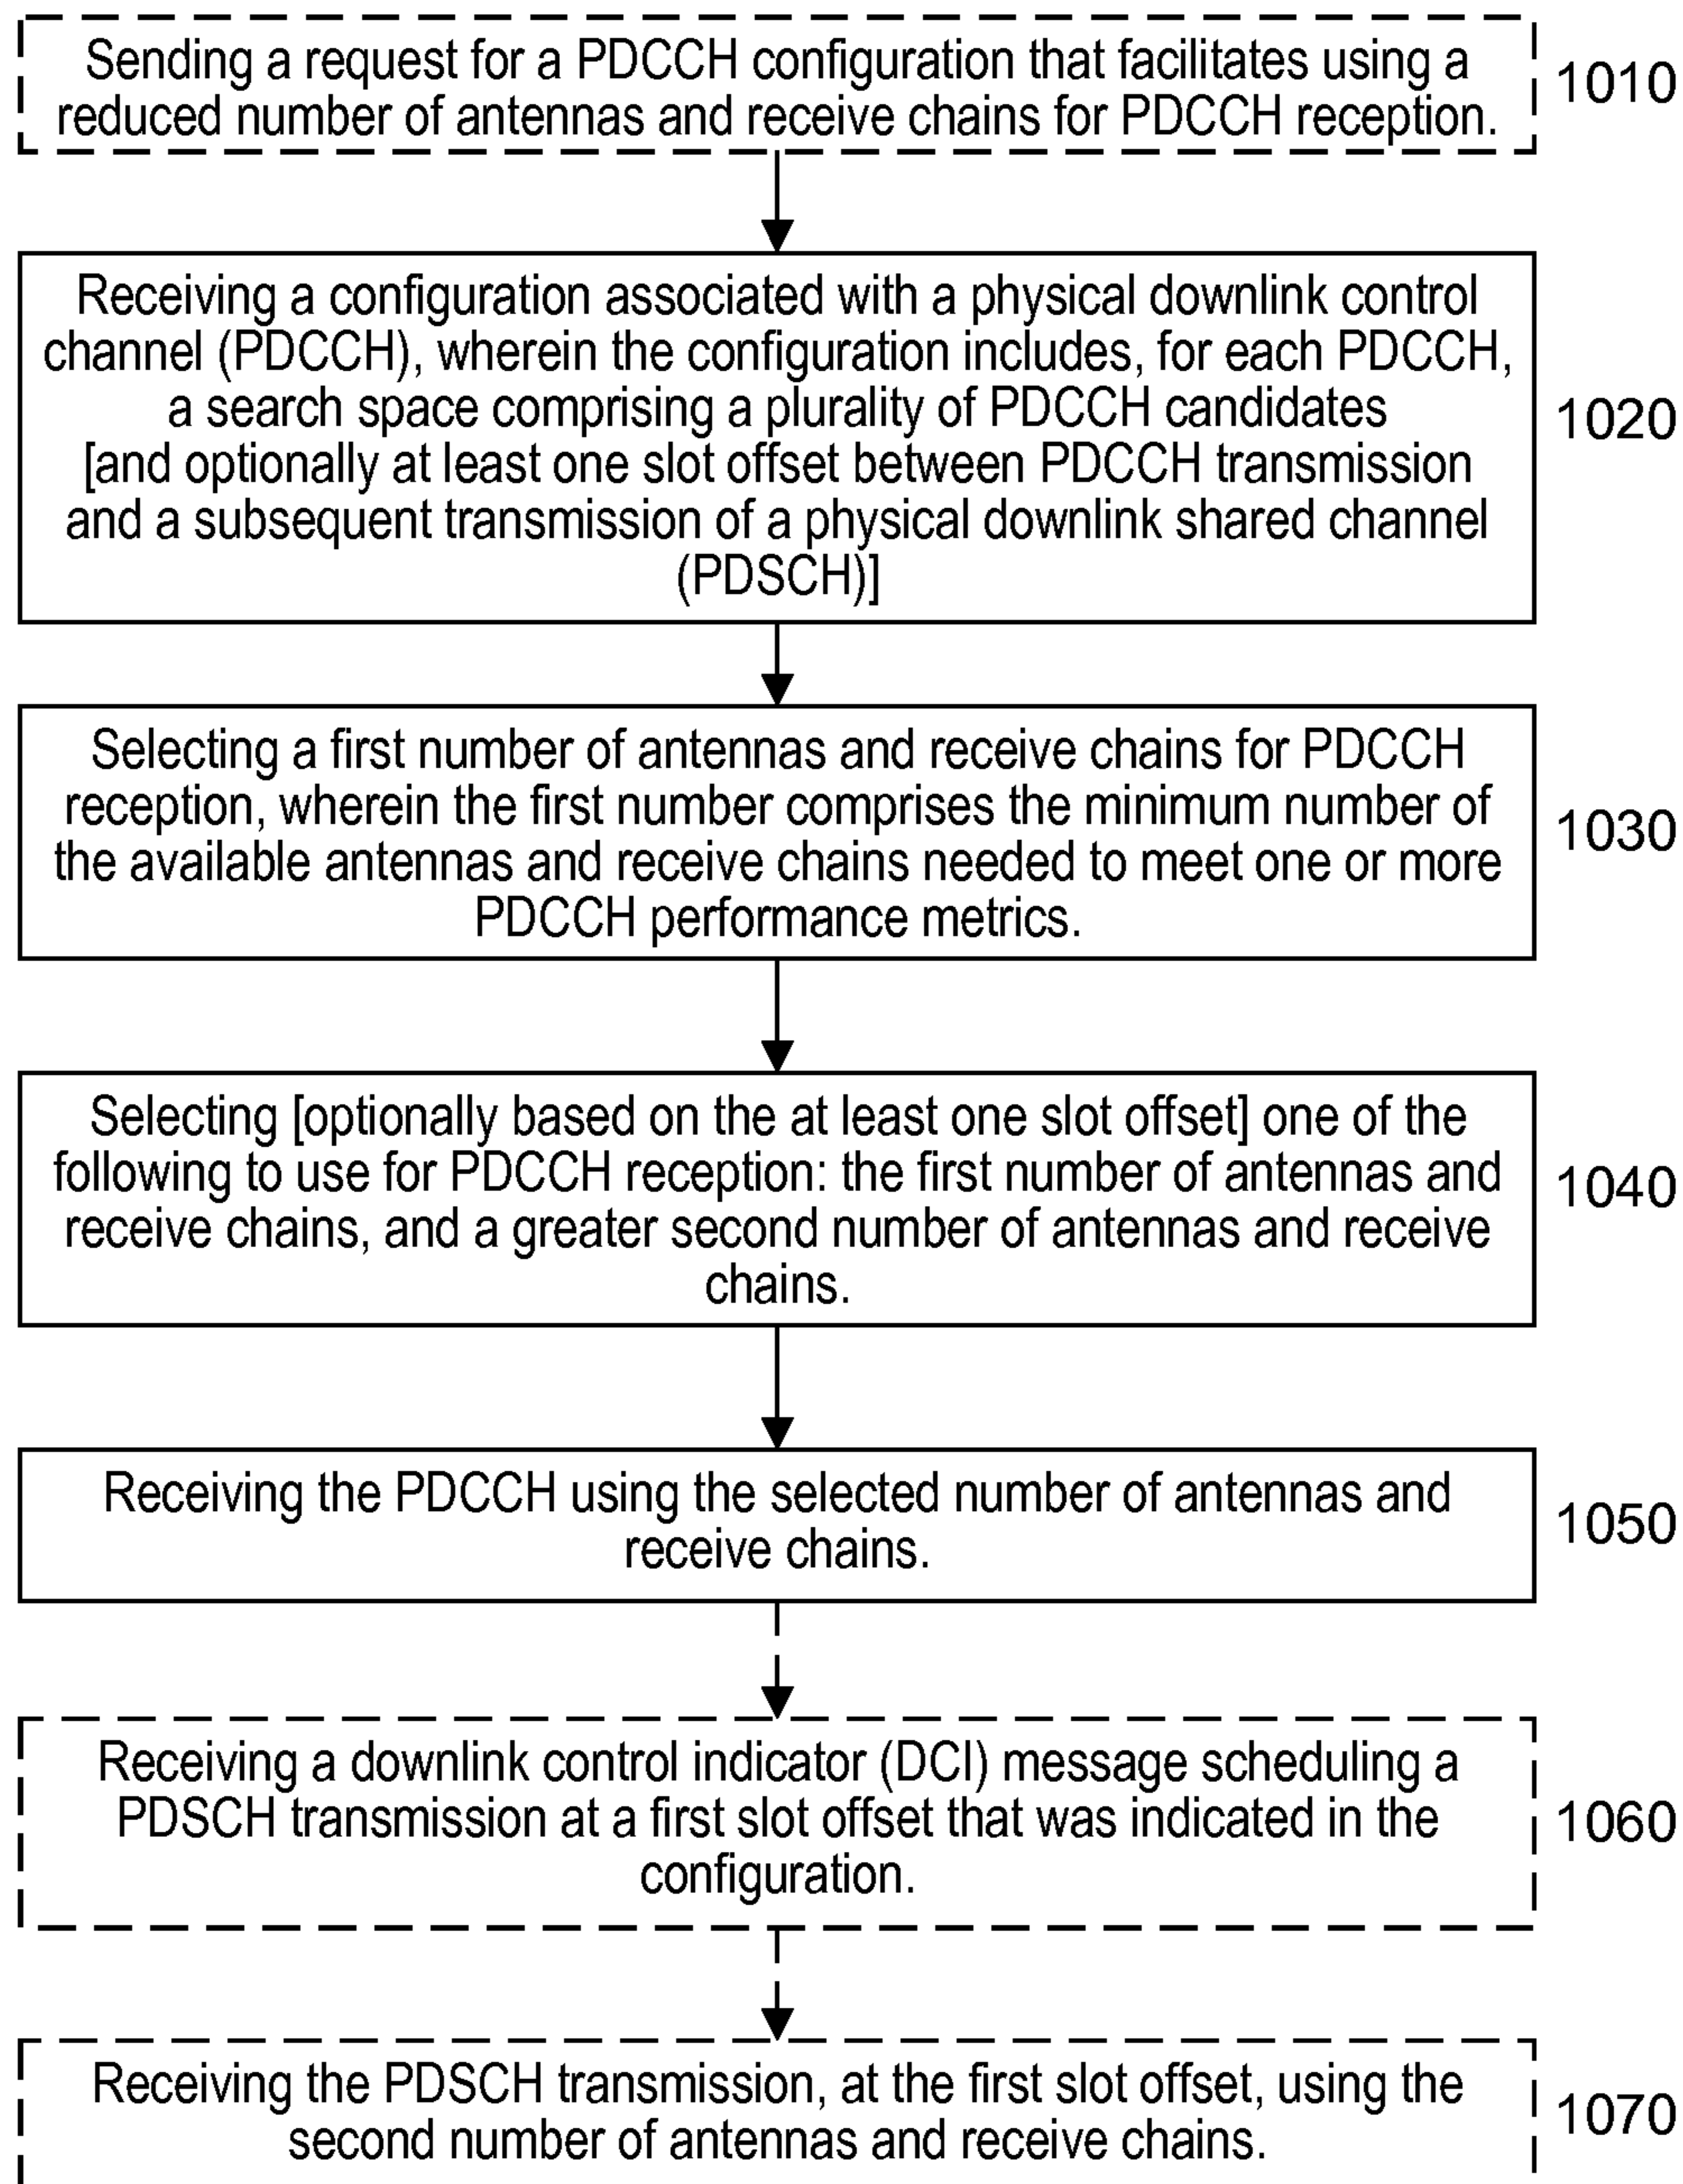 Sending a request for a PDCCH configuration that facilitates using a
reduced number of antennas and receive chains for PDCCH reception.
1010
Receiving a configuration associated with a physical downlink control
channel (PDCCH), wherein the configuration includes, for each PDCCH,
a search space comprising a plurality of PDCCH candidates
[and optionally at least one slot offset between PDCCH transmission
and a subsequent transmission of a physical downlink shared channel
(PDSCH)]
1020
Selecting a first number of antennas and receive chains for PDCCH
reception, wherein the first number comprises the minimum number of
the available antennas and receive chains needed to meet one or more
PDCCH performance metrics.
1030
Selecting [optionally based on the at least one slot offset] one of the
following to use for PDCCH reception: the first number of antennas and
receive chains, and a greater second number of antennas and receive
chains.
1040
Receiving the PDCCH using the selected number of antennas and
receive chains.
1050
Receiving a downlink control indicator (DCI) message scheduling a
PDSCH transmission at a first slot offset that was indicated in the
configuration.
1060
Receiving the PDSCH transmission, at the first slot offset, using the
second number of antennas and receive chains.
1070